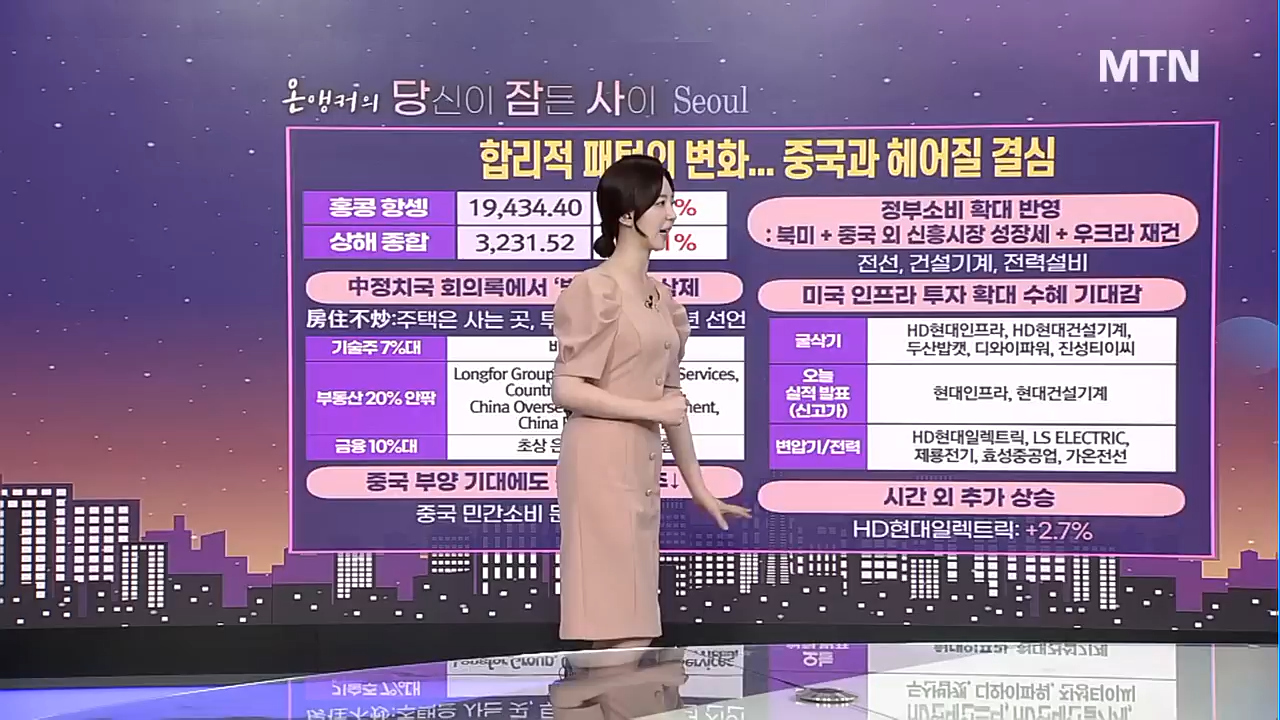 MTN
온앵커의 당신이 잠든 사이 Seoul
합리적 패턴의 변화... 중국과 헤어질 결심
홍콩 항셍 19,434.40 %
상해 종합 3,231.52 1%
中정치국 회의록에서 삭제
房住不炒:주택은 사는 곳, 선언
기술주 7%대
부동산 20% 안팎
Longfor Group Services,
China
금융 10%대
초상
중국 부양 기대에도 ↓
중국 민간소비
정부소비 확대 반영
: 북미 + 중국 외 신흥시장 성장세 + 우크라 재건
전선, 건설기계, 전력설비
미국 인프라 투자 확대 수혜 기대감
굴삭기
HD현대인프라, HD현대건설기계,
두산밥캣, 디와이파워, 진성티이씨
오늘
실적 발표
(신고가)
현대인프라, 현대건설기계
변압기/전력
HD현대일렉트릭, LS ELECTRIC,
제룡전기, 효성중공업, 가온전선
시간 외 추가 상승
HD현대일렉트릭: +2.7%